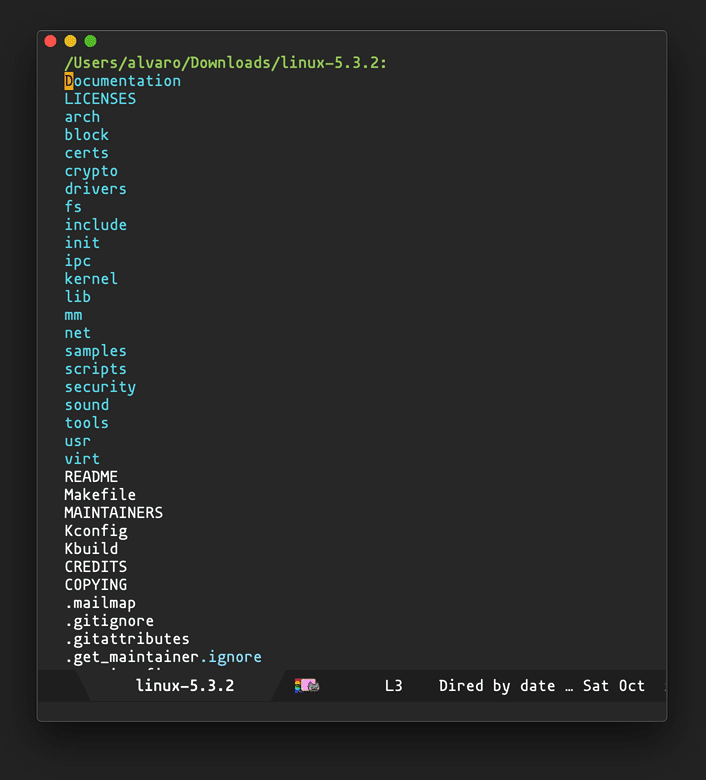 /Users/alvaro/Downloads/linux-5.3.2:
Documentation
LICENSES
arch
block
certs
crypto
drivers
fs
include
init
ipc
kernel
lib
mm
net
samples
scripts
security
sound
tools
usr
virt
README
Makefile
MAINTAINERS
Kconfig
Kbuild
CREDITS
COPYING
.mailmap
.gitignore
.gitattributes
.get_maintainer.ignore
linux-5.3.2 L3 Dired by date … Sat Oct